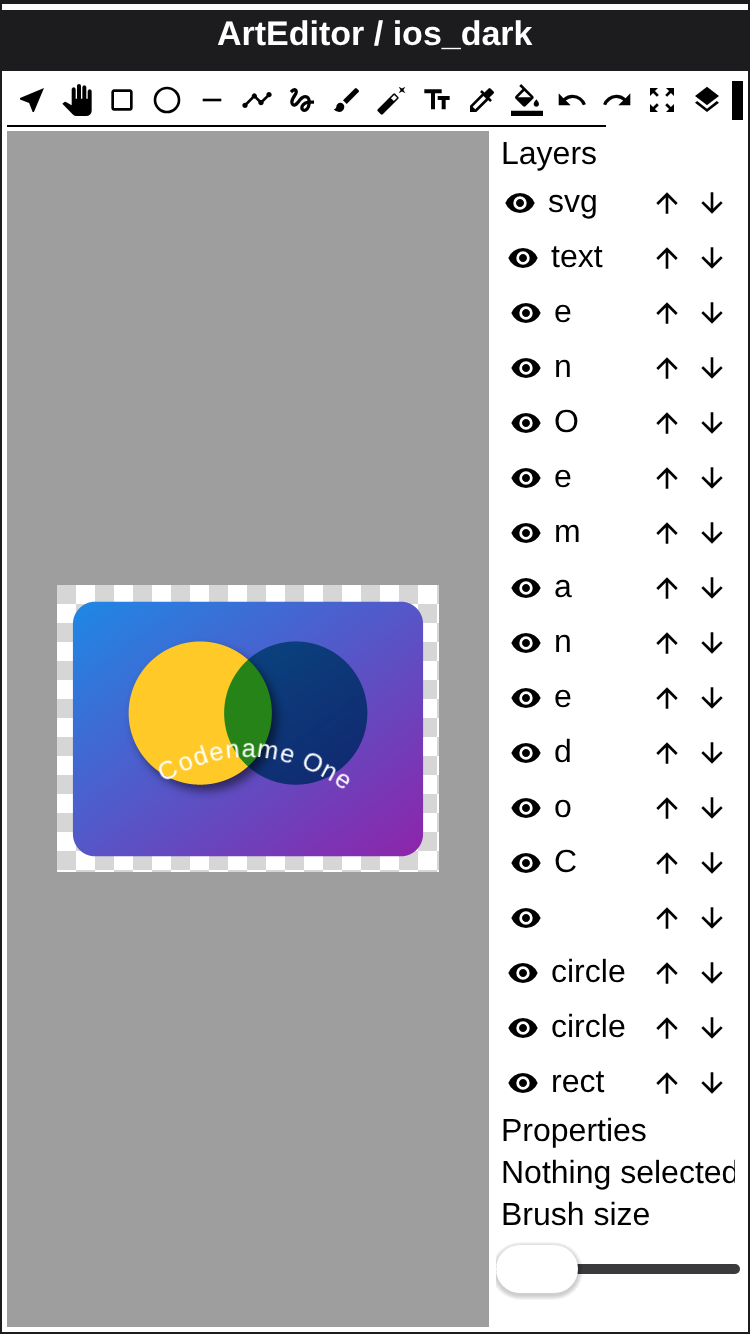 ArtEditor / ios_dark
Layers
svg
text
e
n
O
e
m
a
n
e
d
o
C
circle
circle
rect
Codename One
Properties
Nothing selected
Brush size